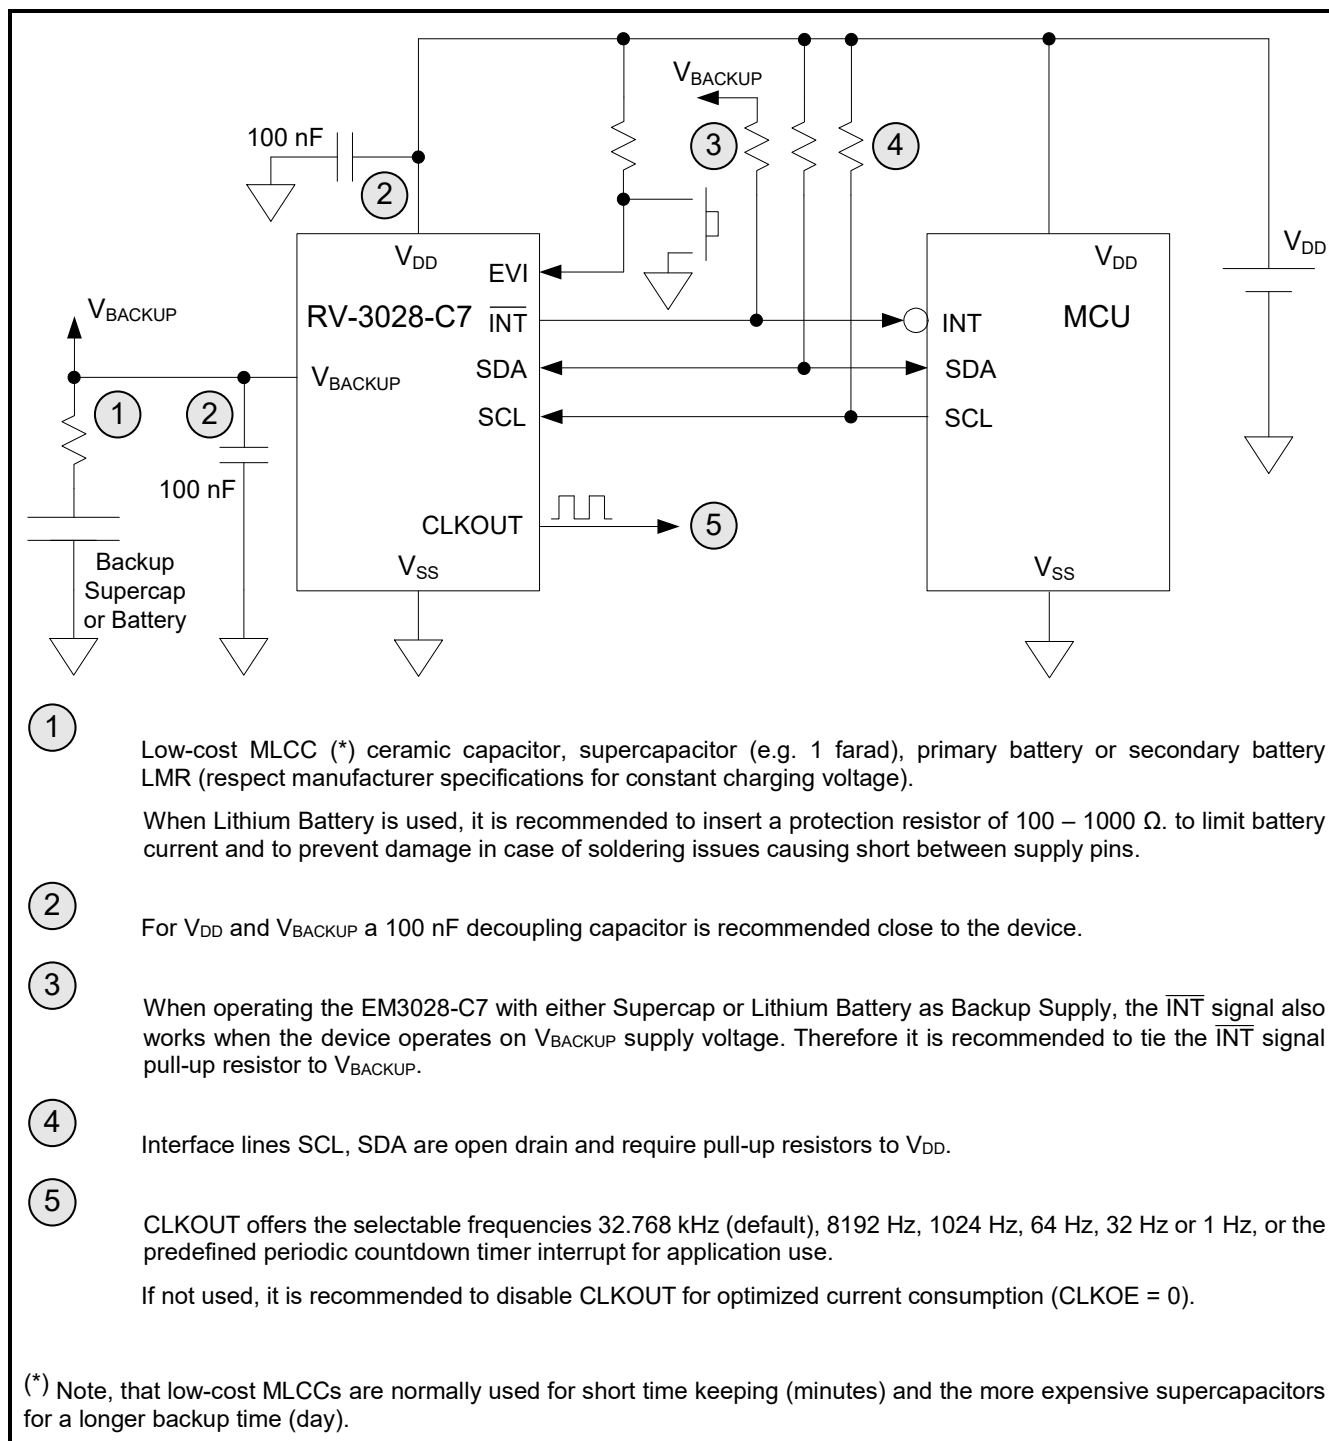 V_BACKUP
100 nF
3
4
2
V_DD
V_DD
V_DD
EVI
V_BACKUP
RV-3028-C7
I̅N̅T̅
INT
MCU
SDA
SDA
V_BACKUP
1
2
SCL
SCL
100 nF
CLKOUT
5
Backup
Supercap
or Battery
V_SS
V_SS
1
Low-cost MLCC (*) ceramic capacitor, supercapacitor (e.g. 1 farad), primary battery or secondary battery
LMR (respect manufacturer specifications for constant charging voltage).
When Lithium Battery is used, it is recommended to insert a protection resistor of 100 – 1000 Ω. to limit battery
current and to prevent damage in case of soldering issues causing short between supply pins.
2
For V_DD and V_BACKUP a 100 nF decoupling capacitor is recommended close to the device.
3
When operating the EM3028-C7 with either Supercap or Lithium Battery as Backup Supply, the I̅N̅T̅ signal also
works when the device operates on V_BACKUP supply voltage. Therefore it is recommended to tie the I̅N̅T̅ signal
pull-up resistor to V_BACKUP.
4
Interface lines SCL, SDA are open drain and require pull-up resistors to V_DD.
5
CLKOUT offers the selectable frequencies 32.768 kHz (default), 8192 Hz, 1024 Hz, 64 Hz, 32 Hz or 1 Hz, or the
predefined periodic countdown timer interrupt for application use.
If not used, it is recommended to disable CLKOUT for optimized current consumption (CLKOE = 0).
(*) Note, that low-cost MLCCs are normally used for short time keeping (minutes) and the more expensive supercapacitors
for a longer backup time (day).